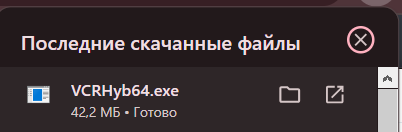 Последние скачанные файлы
VCRHyb64.exe
42,2 МБ • Готово